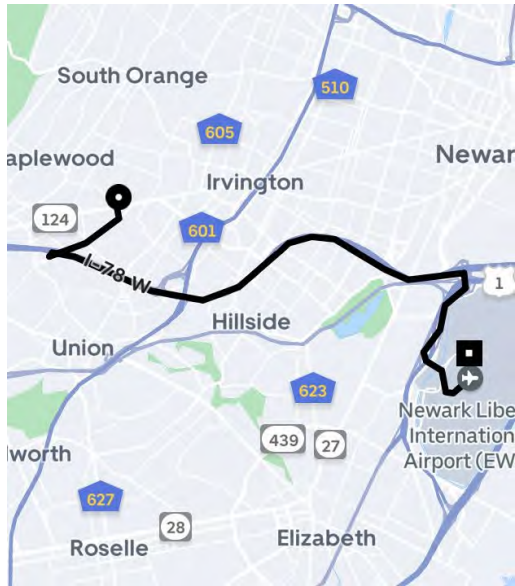 South Orange
510
605
aplewood
Newar
Irvington
124
601
I-78 W
1
Hillside
Union
623
Newark Libe
Internation
Airport (EW
439
27
lworth
627
28
Elizabeth
Roselle